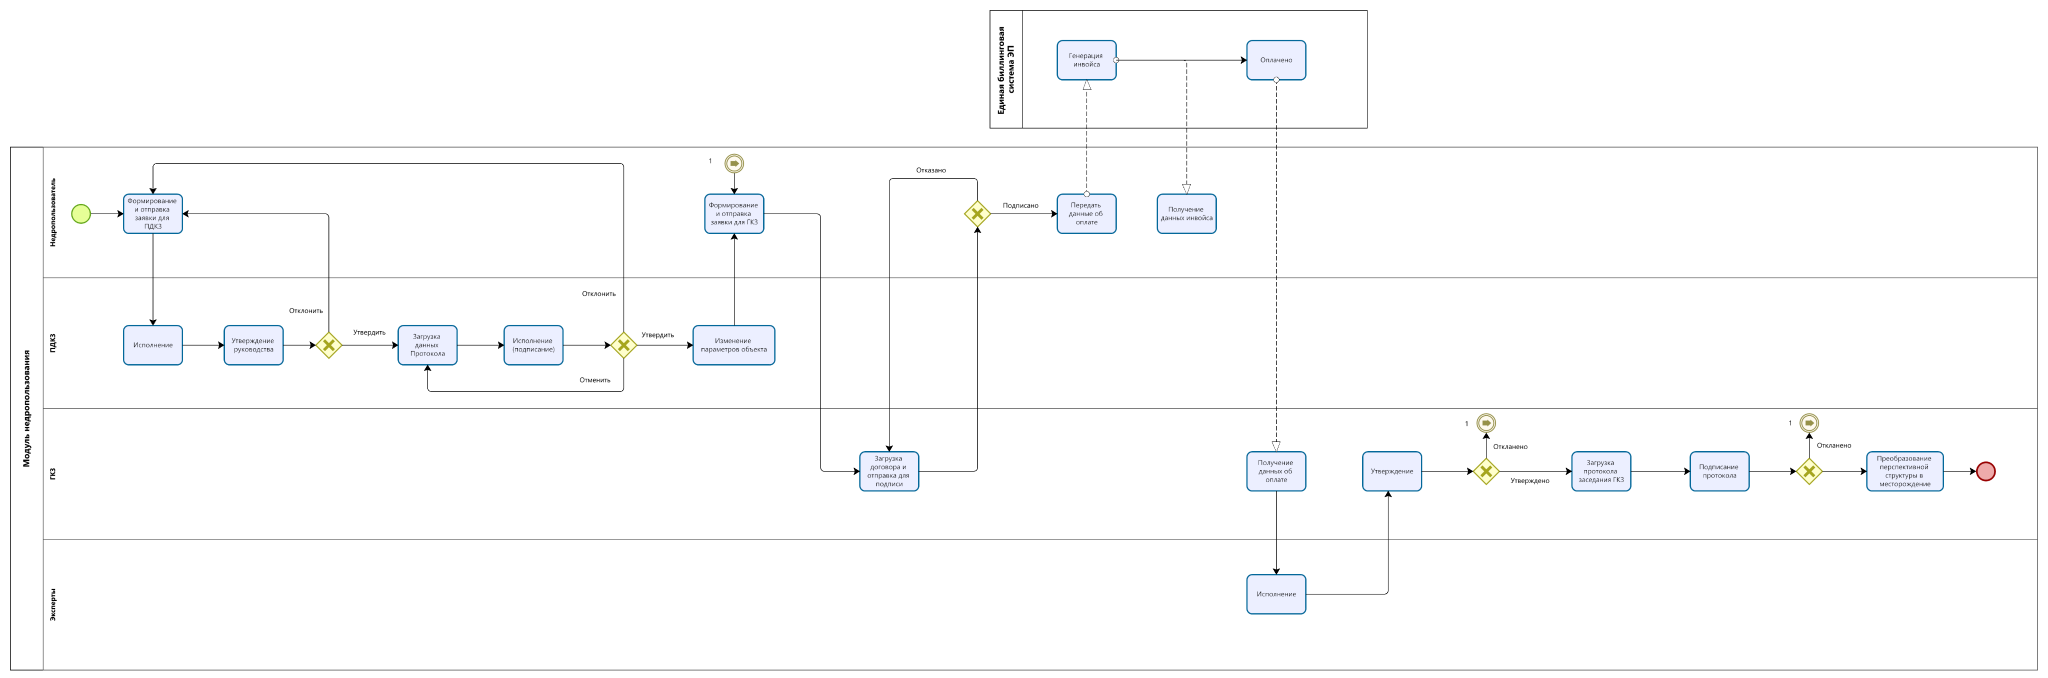 Единая биллинговая
система ЭП
Генерация
инвойса
Оплачено
Модуль недропользования
Недропользователь
Формирование
и отправка
заявки для
ПДКЗ
1
Формирование
и отправка
заявки для ГКЗ
Отказано
Подписано
Передать
данные об
оплате
Получение
данных инвойса
ПДКЗ
Исполнение
Утверждение
руководства
Отклонить
Утвердить
Загрузка
данных
Протокола
Исполнение
(подписание)
Отклонить
Утвердить
Отменить
Изменение
параметров объекта
ГКЗ
Загрузка
договора и
отправка для
подписи
Получение
данных об
оплате
Утверждение
1
Откланено
Утверждено
Загрузка
протокола
заседания ГКЗ
Подписание
протокола
1
Откланено
Преобразование
перспективной
структуры в
месторождение
Эксперты
Исполнение